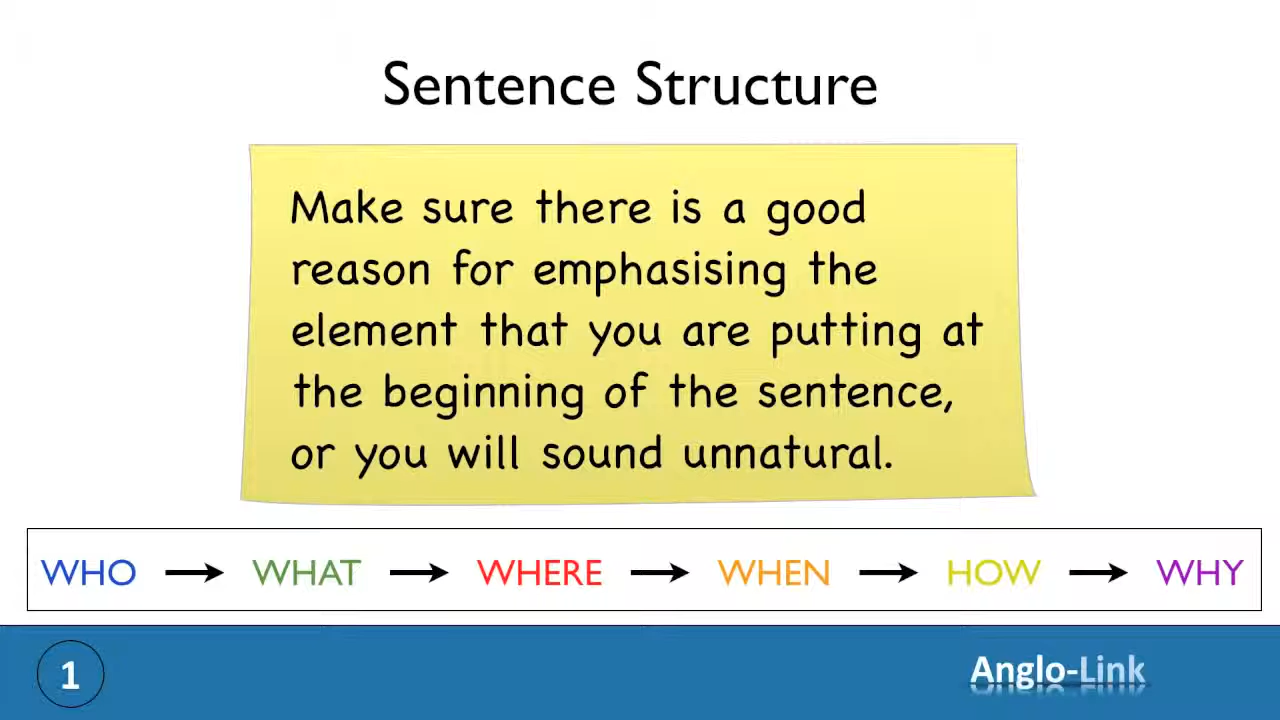 Sentence Structure
Make sure there is a good
reason for emphasising the
element that you are putting at
the beginning of the sentence,
or you will sound unnatural.
WHO → WHAT → WHERE → WHEN → HOW → WHY
1
Anglo-Link